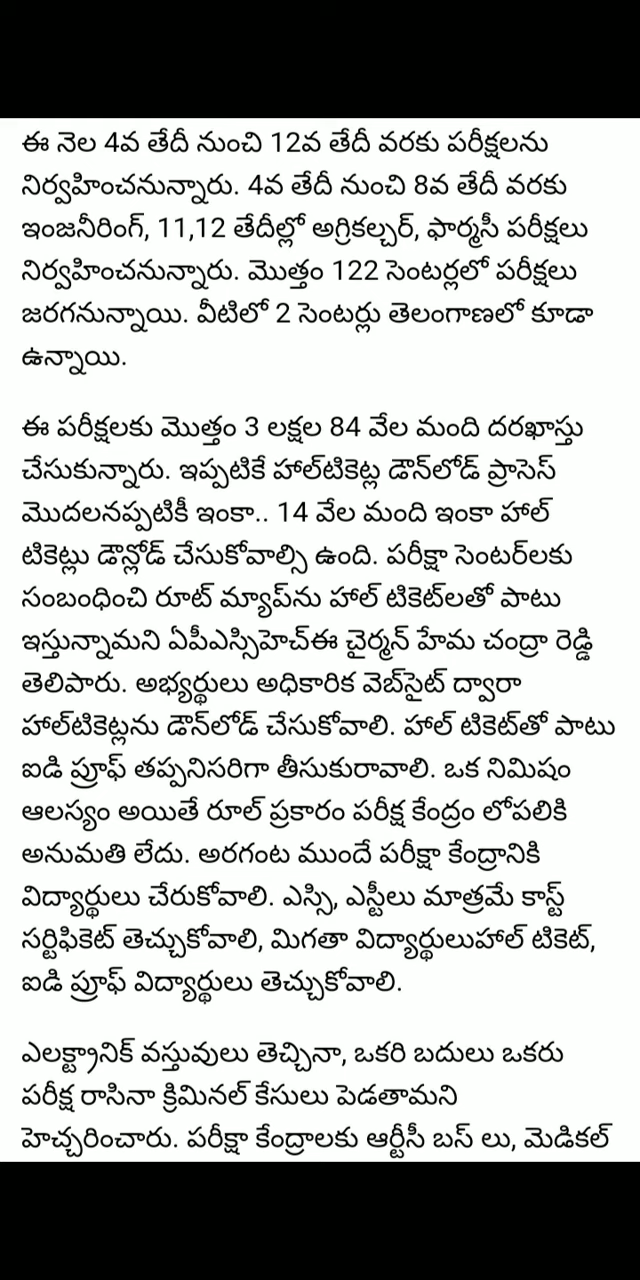 ఈ నెల 4వ తేదీ నుంచి 12వ తేదీ వరకు పరీక్షలను
నిర్వహించనున్నారు. 4వ తేదీ నుంచి 8వ తేదీ వరకు
ఇంజనీరింగ్, 11,12 తేదీల్లో అగ్రికల్చర్, ఫార్మసీ పరీక్షలు
నిర్వహించనున్నారు. మొత్తం 122 సెంటర్లలో పరీక్షలు
జరగనున్నాయి. వీటిలో 2 సెంటర్లు తెలంగాణలో కూడా
ఉన్నాయి.
ఈ పరీక్షలకు మొత్తం 3 లక్షల 84 వేల మంది దరఖాస్తు
చేసుకున్నారు. ఇప్పటికే హాల్‌టికెట్ల డౌన్‌లోడ్ ప్రాసెస్
మొదలనప్పటికీ ఇంకా.. 14 వేల మంది ఇంకా హాల్
టికెట్లు డౌన్లోడ్ చేసుకోవాల్సి ఉంది. పరీక్షా సెంటర్‌లకు
సంబంధించి రూట్ మ్యాప్‌ను హాల్ టికెట్‌లతో పాటు
ఇస్తున్నామని ఏపీఎస్సిహెచ్ఈ చైర్మన్ హేమ చంద్రా రెడ్డి
తెలిపారు. అభ్యర్థులు అధికారిక వెబ్‌సైట్ ద్వారా
హాల్‌టికెట్లను డౌన్‌లోడ్ చేసుకోవాలి. హాల్ టికెట్‌తో పాటు
ఐడి ప్రూఫ్ తప్పనిసరిగా తీసుకురావాలి. ఒక నిమిషం
ఆలస్యం అయితే రూల్ ప్రకారం పరీక్ష కేంద్రం లోపలికి
అనుమతి లేదు. అరగంట ముందే పరీక్షా కేంద్రానికి
విద్యార్థులు చేరుకోవాలి. ఎస్సి, ఎస్టీలు మాత్రమే కాస్ట్
సర్టిఫికెట్ తెచ్చుకోవాలి, మిగతా విద్యార్థులుహాల్ టికెట్,
ఐడి ప్రూఫ్ విద్యార్థులు తెచ్చుకోవాలి.
ఎలక్ట్రానిక్ వస్తువులు తెచ్చినా, ఒకరి బదులు ఒకరు
పరీక్ష రాసినా క్రిమినల్ కేసులు పెడతామని
హెచ్చరించారు. పరీక్షా కేంద్రాలకు ఆర్టీసీ బస్ లు, మెడికల్